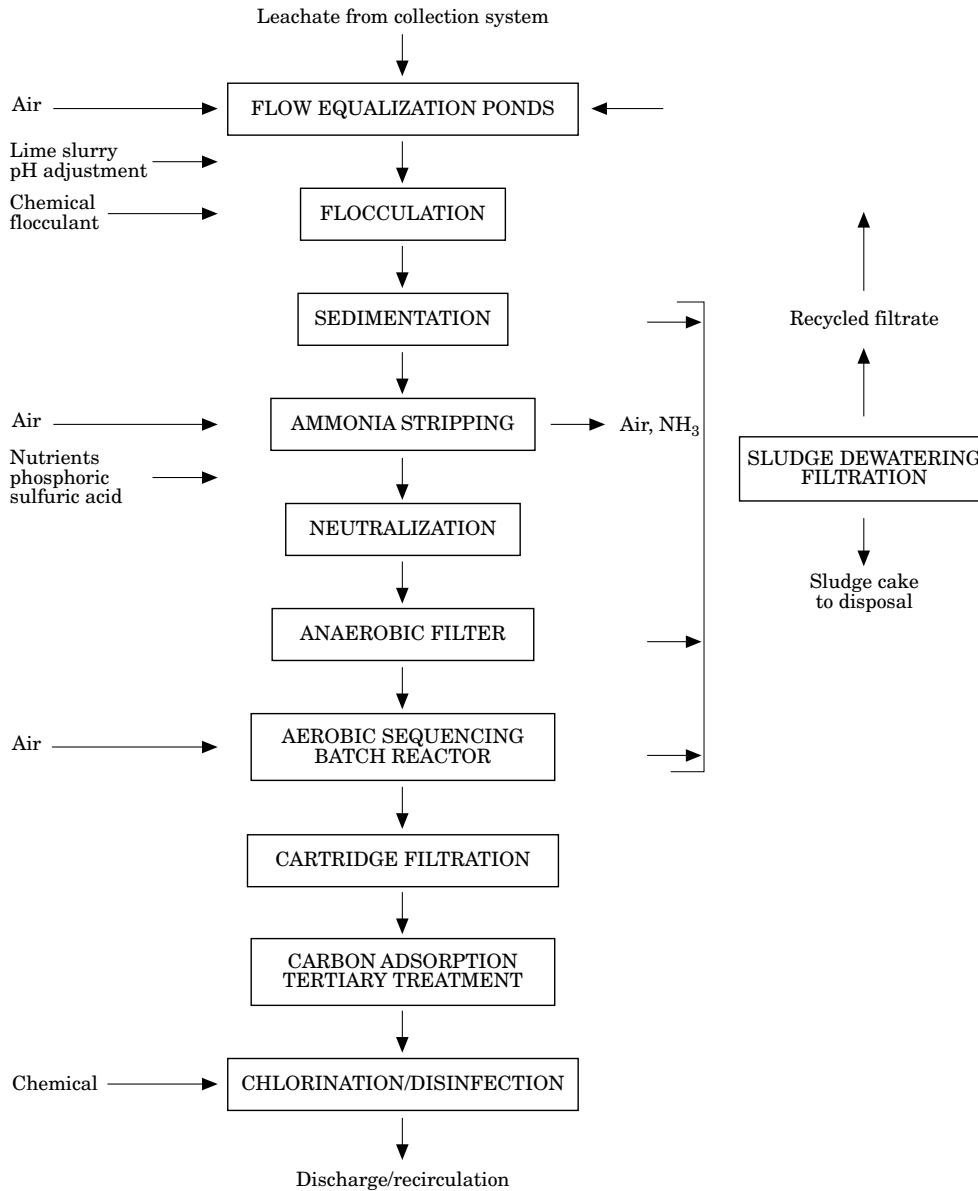 Leachate from collection system
Air
FLOW EQUALIZATION PONDS
Lime slurry
pH adjustment
Chemical
flocculant
FLOCCULATION
SEDIMENTATION
Recycled filtrate
Air
AMMONIA STRIPPING
Air, NH₃
Nutrients
phosphoric
sulfuric acid
SLUDGE DEWATERING
FILTRATION
NEUTRALIZATION
Sludge cake
to disposal
ANAEROBIC FILTER
Air
AEROBIC SEQUENCING
BATCH REACTOR
CARTRIDGE FILTRATION
CARBON ADSORPTION
TERTIARY TREATMENT
Chemical
CHLORINATION/DISINFECTION
Discharge/recirculation